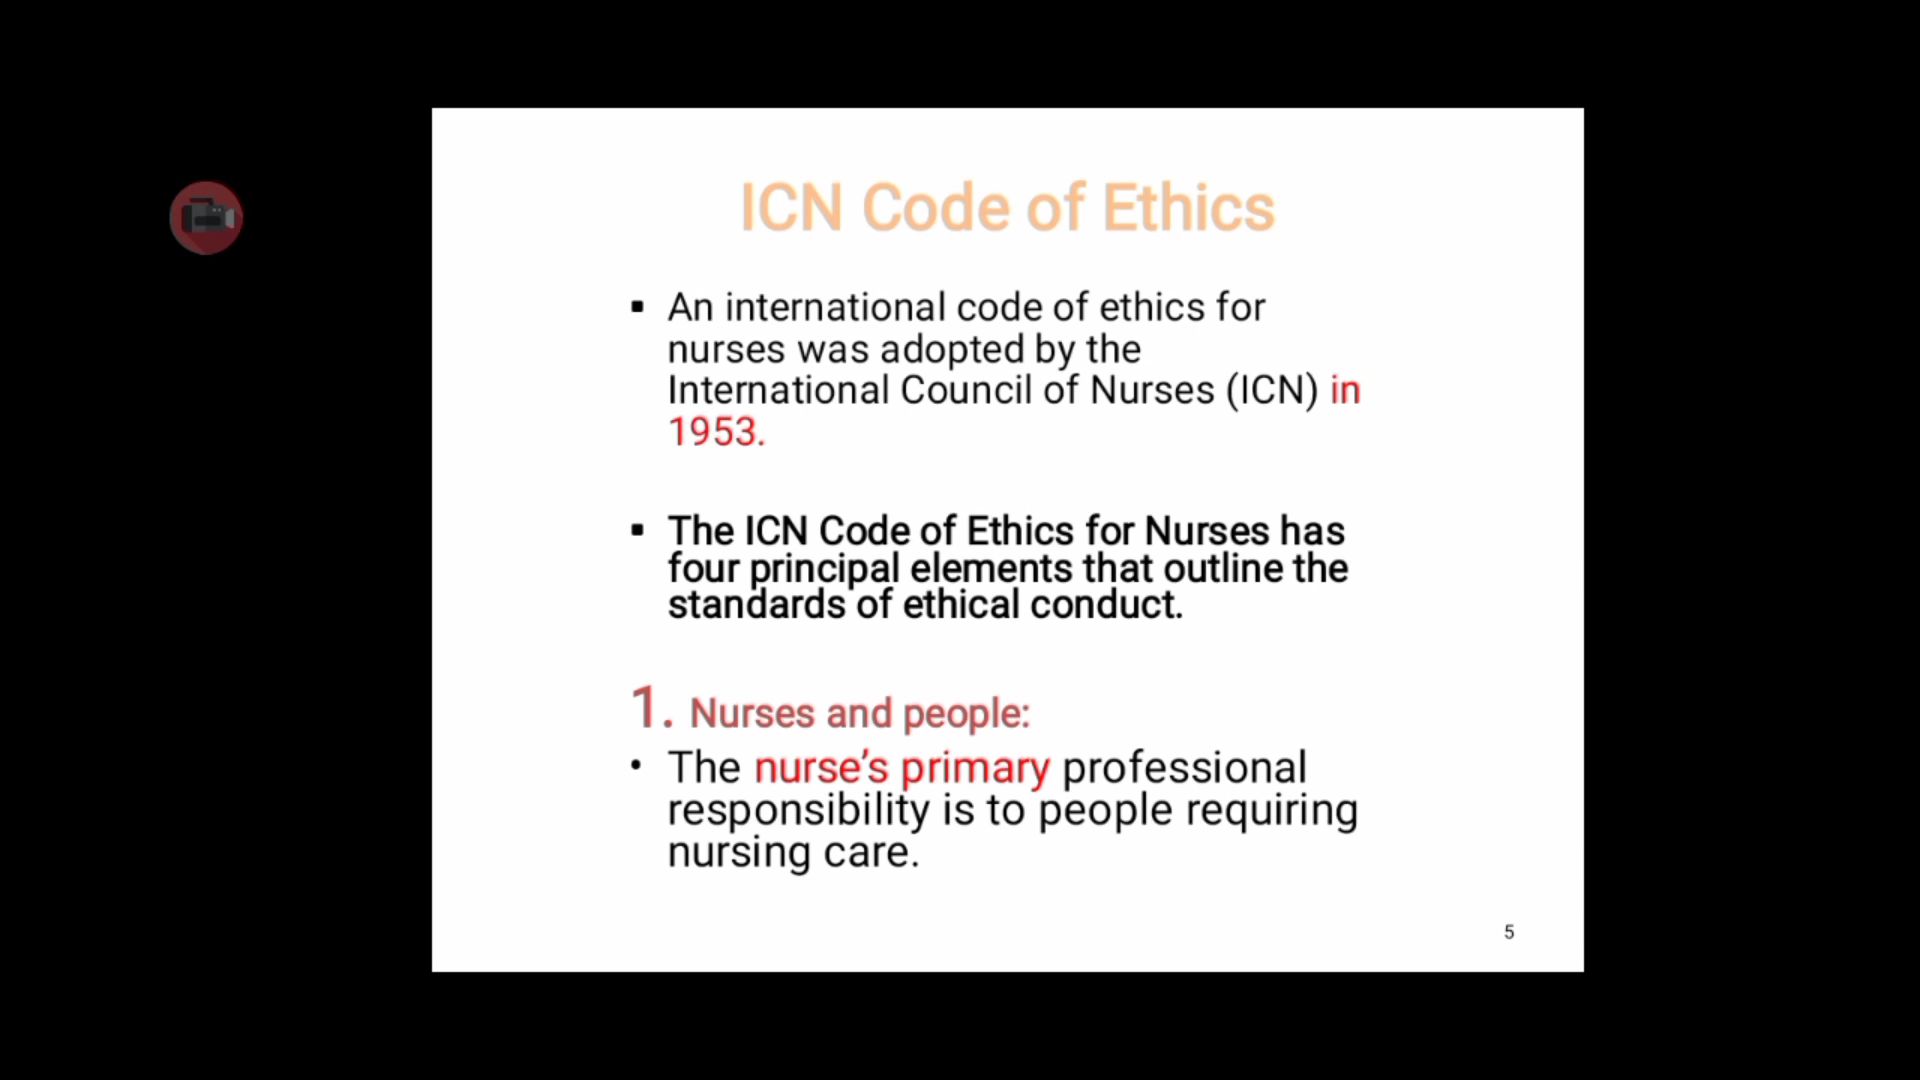 ICN Code of Ethics
▪ An international code of ethics for
nurses was adopted by the
International Council of Nurses (ICN) in
1953.
▪ The ICN Code of Ethics for Nurses has
four principal elements that outline the
standards of ethical conduct.
1. Nurses and people:
• The nurse’s primary professional
responsibility is to people requiring
nursing care.
5